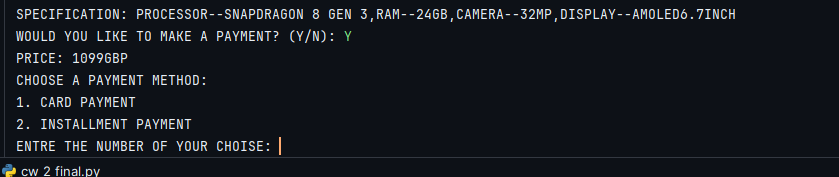 SPECIFICATION: PROCESSOR--SNAPDRAGON 8 GEN 3,RAM--24GB,CAMERA--32MP,DISPLAY--AMOLED6.7INCH
WOULD YOU LIKE TO MAKE A PAYMENT? (Y/N): Y
PRICE: 1099GBP
CHOOSE A PAYMENT METHOD:
1. CARD PAYMENT
2. INSTALLMENT PAYMENT
ENTRE THE NUMBER OF YOUR CHOISE:
cw 2 final.py